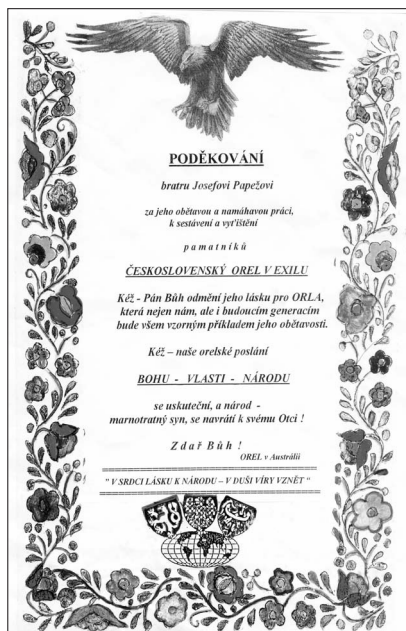 PODĚKOVÁNÍ
bratru Josefovi Papežovi
za jeho obětavou a namáhavou práci,
k sestávení a vytištění
p a m a t n í k ů
ČESKOSLOVENSKÝ OREL V EXILU
Kéž - Pán Bůh odmění jeho lásku pro ORLA,
která nejen nám, ale i budoucím generacím
bude všem vzorným příkladem jeho obětavosti.
Kéž – naše orelské poslání
BOHU - VLASTI - NÁRODU
se uskuteční, a národ -
marnotratný syn, se navrátí k svému Otci !
Z d a ř  B ů h !
OREL v Austrálii
" V SRDCI LÁSKU K NÁRODU – V DUŠI VÍRY VZNĚT "